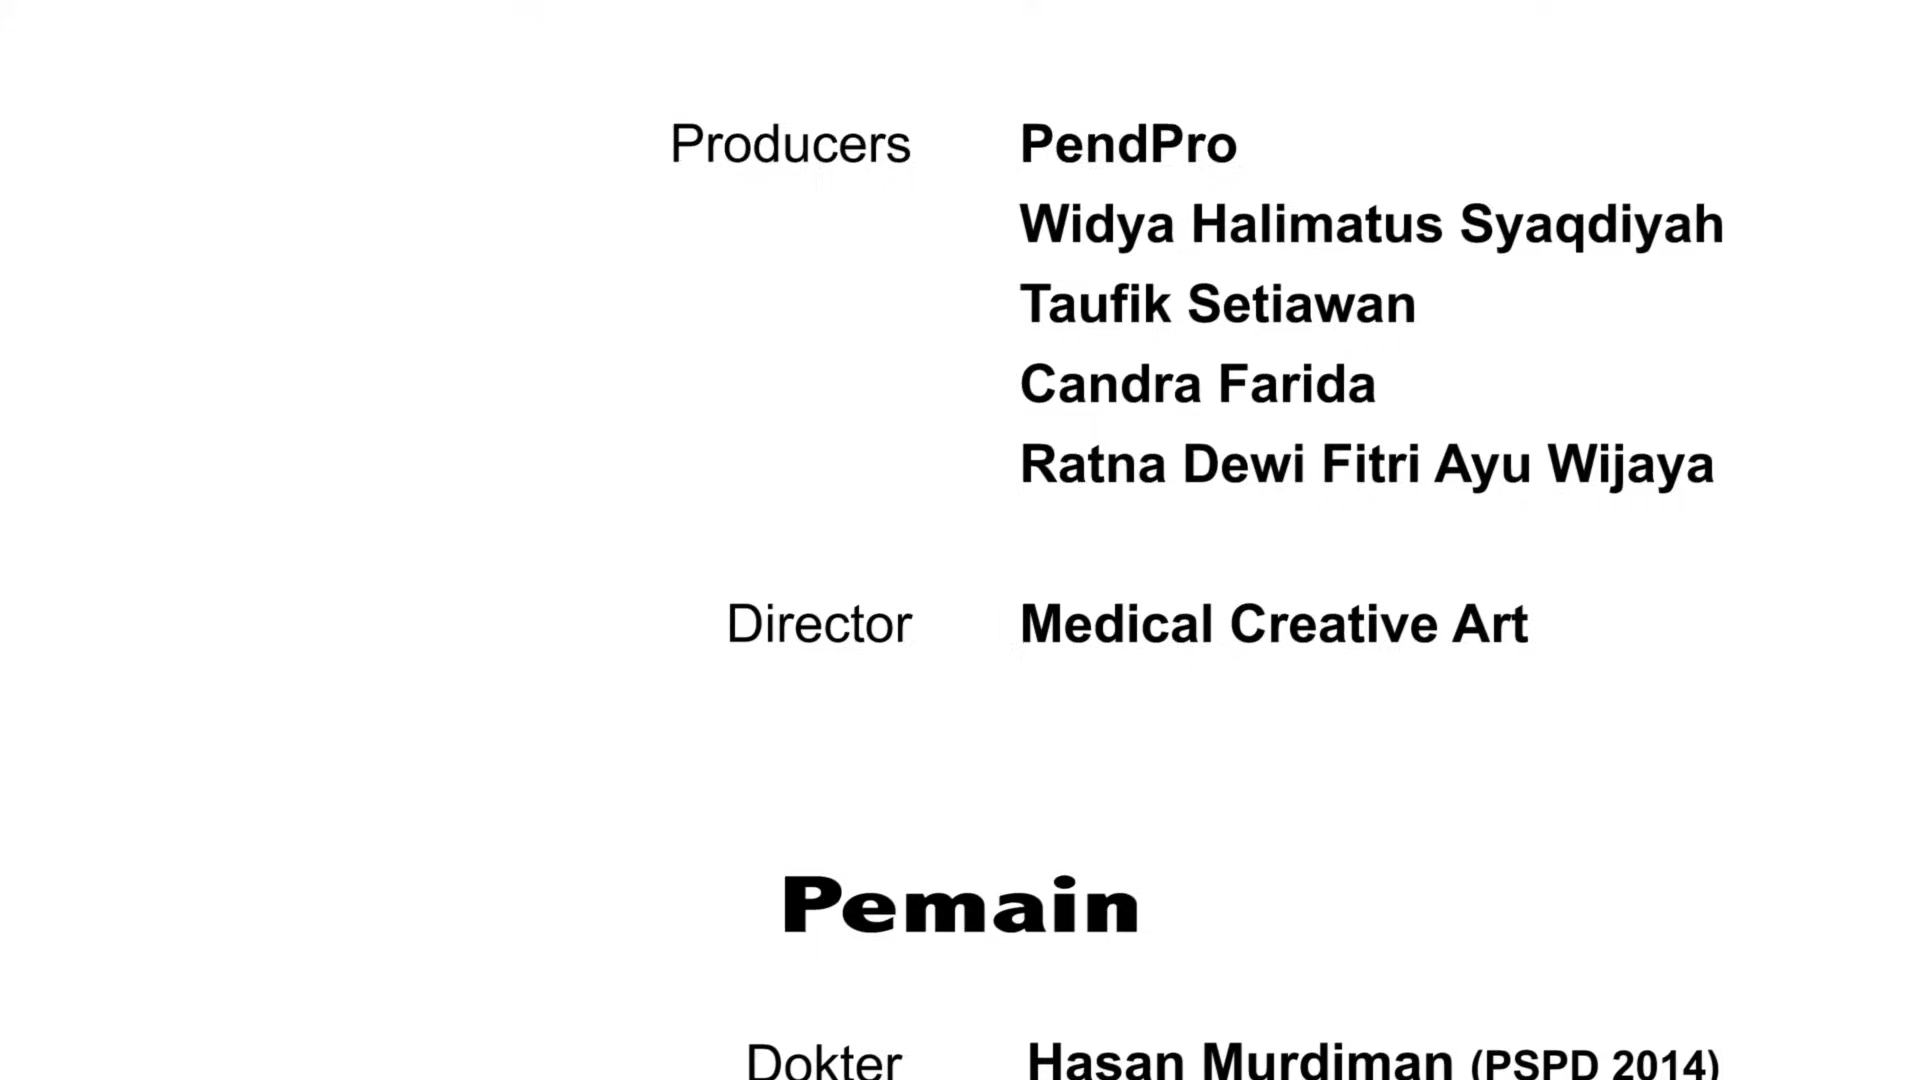 Producers PendPro
Widya Halimatus Syaqdiyah
Taufik Setiawan
Candra Farida
Ratna Dewi Fitri Ayu Wijaya
Director Medical Creative Art
Pemain
Dokter Hasan Murdiman (PSPD 2014)